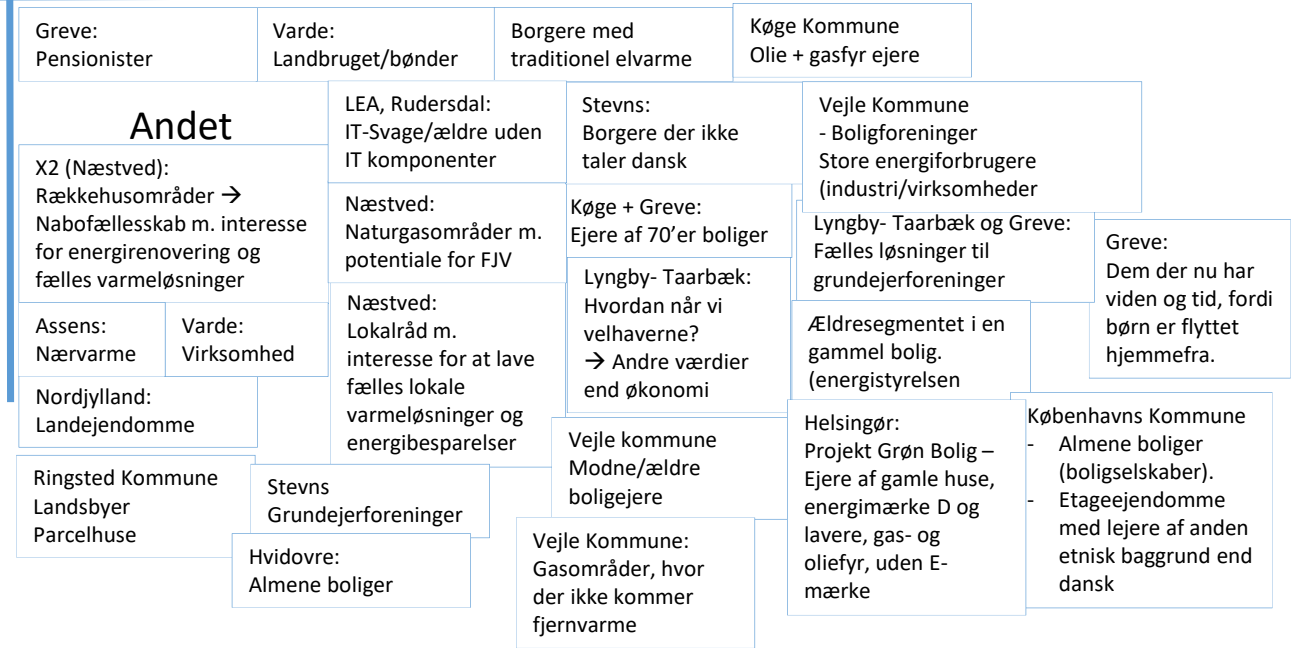 Greve:
Pensionister
Varde:
Landbruget/bønder
Borgere med
traditionel elvarme
Køge Kommune
Olie + gasfyr ejere
Andet
LEA, Rudersdal:
IT-Svage/ældre uden
IT komponenter
Stevns:
Borgere der ikke
taler dansk
Vejle Kommune
- Boligforeninger
Store energiforbrugere
(industri/virksomheder
X2 (Næstved):
Rækkehusområder →
Nabofællesskab m. interesse
for energirenovering og
fælles varmeløsninger
Næstved:
Naturgasområder m.
potentiale for FJV
Køge + Greve:
Ejere af 70’er boliger
Lyngby- Taarbæk og Greve:
Fælles løsninger til
grundejerforeninger
Greve:
Dem der nu har
viden og tid, fordi
børn er flyttet
hjemmefra.
Assens:
Nærvarme
Varde:
Virksomhed
Næstved:
Lokalråd m.
interesse for at lave
fælles lokale
varmeløsninger og
energibesparelser
Lyngby- Taarbæk:
Hvordan når vi
velhaverne?
→ Andre værdier
end økonomi
Ældresegmentet i en
gammel bolig.
(energistyrelsen
Nordjylland:
Landejendomme
Vejle kommune
Modne/ældre
boligejere
Helsingør:
Projekt Grøn Bolig –
Ejere af gamle huse,
energimærke D og
lavere, gas- og
oliefyr, uden E-
mærke
Københavns Kommune
- Almene boliger
(boligselskaber).
- Etageejendomme
med lejere af anden
etnisk baggrund end
dansk
Ringsted Kommune
Landsbyer
Parcelhuse
Stevns
Grundejerforeninger
Hvidovre:
Almene boliger
Vejle Kommune:
Gasområder, hvor
der ikke kommer
fjernvarme